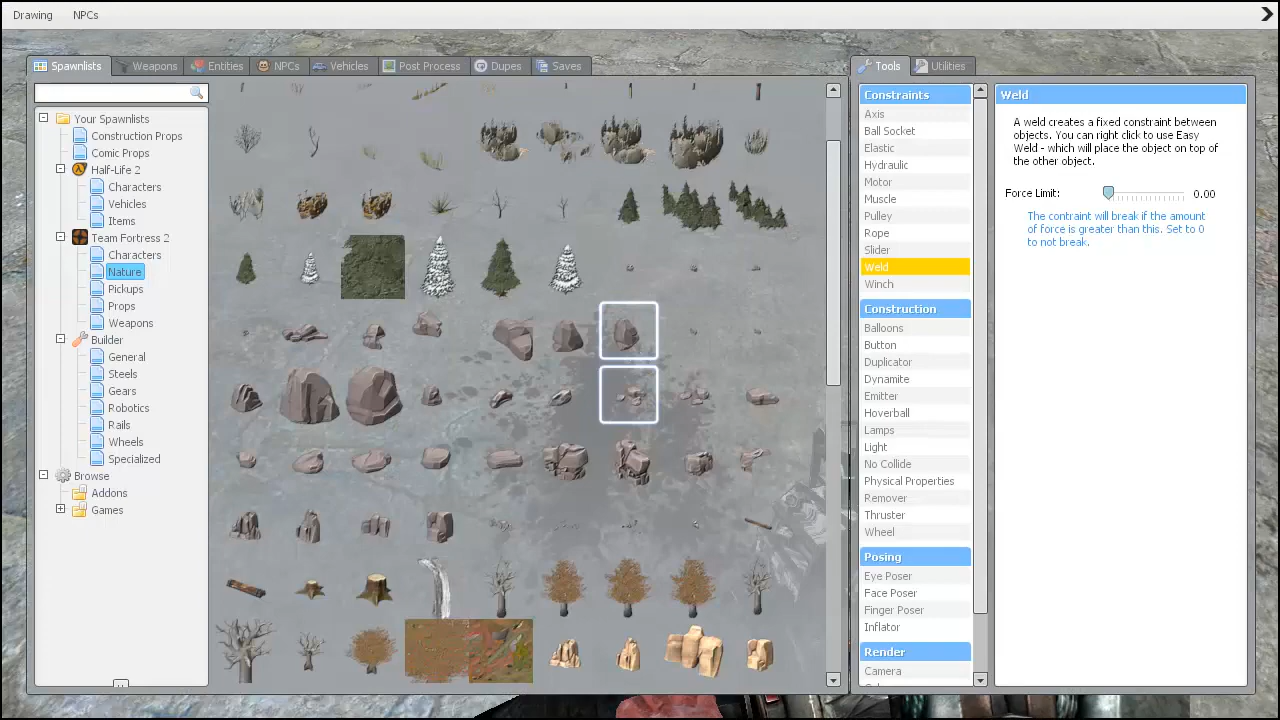 Drawing NPCs
Spawnlists Weapons Entities NPCs Vehicles Post Process Dupes Saves
Your Spawnlists
Construction Props
Comic Props
Half-Life 2
Characters
Vehicles
Items
Team Fortress 2
Characters
Nature
Pickups
Props
Weapons
Builder
General
Steels
Gears
Robotics
Rails
Wheels
Specialized
Browse
Addons
Games
Tools Utilities
Constraints
Axis
Ball Socket
Elastic
Hydraulic
Motor
Muscle
Pulley
Rope
Slider
Weld
Winch
Construction
Balloons
Button
Duplicator
Dynamite
Emitter
Hoverball
Lamps
Light
No Collide
Physical Properties
Remover
Thruster
Wheel
Posing
Eye Poser
Face Poser
Finger Poser
Inflator
Render
Camera
Weld
A weld creates a fixed constraint between
objects. You can right click to use Easy
Weld - which will place the object on top of
the other object.
Force Limit: 0.00
The contraint will break if the amount
of force is greater than this. Set to 0
to not break.